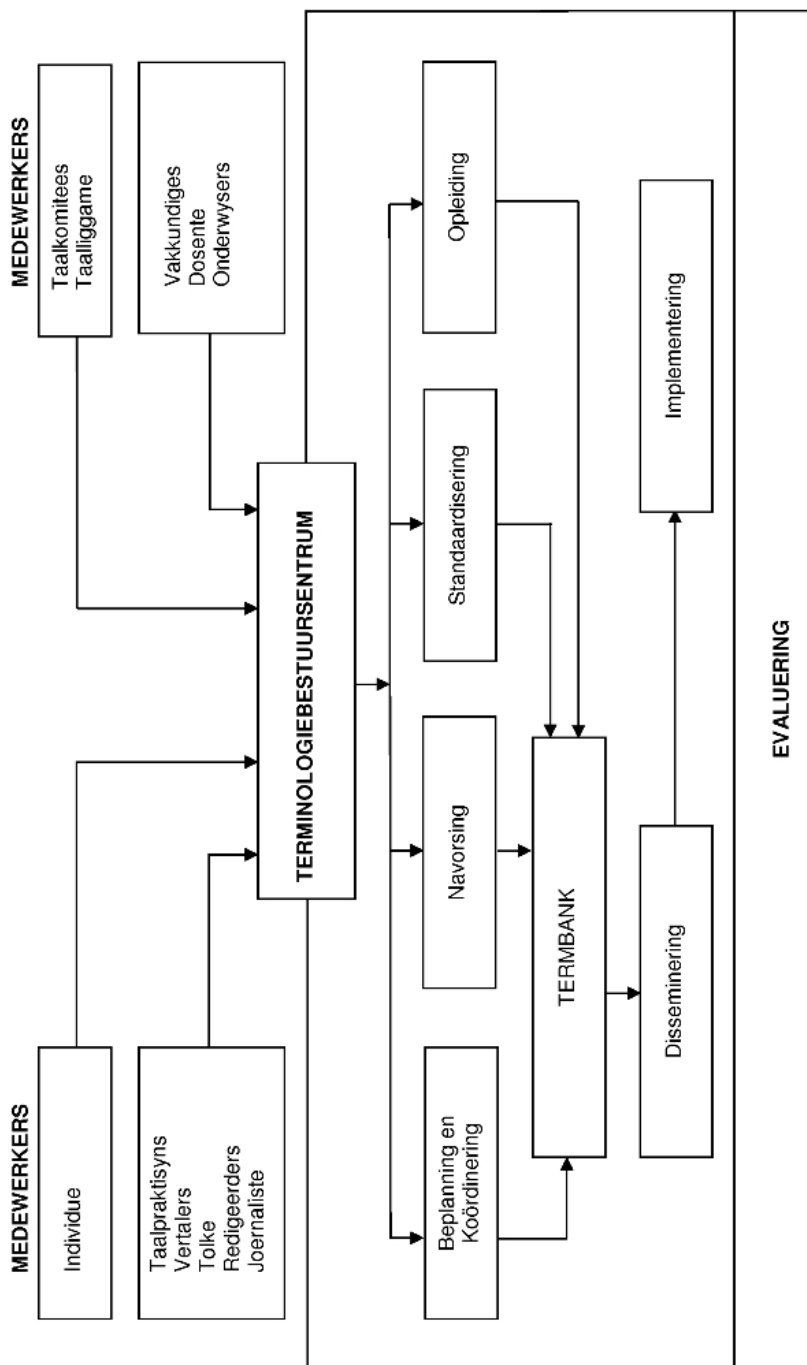 MEDEWERKERS
MEDEWERKERS
Individue
Taalkomitees
Taalliggame
Taalpraktisyns
Vertalers
Tolke
Redigeerders
Joernaliste
Vakkundiges
Dosente
Onderwysers
TERMINOLOGIEBESTUURSENTRUM
Beplanning en
Koördinering
Navorsing
Standaardisering
Opleiding
TERMBANK
Disseminering
Implementering
EVALUERING